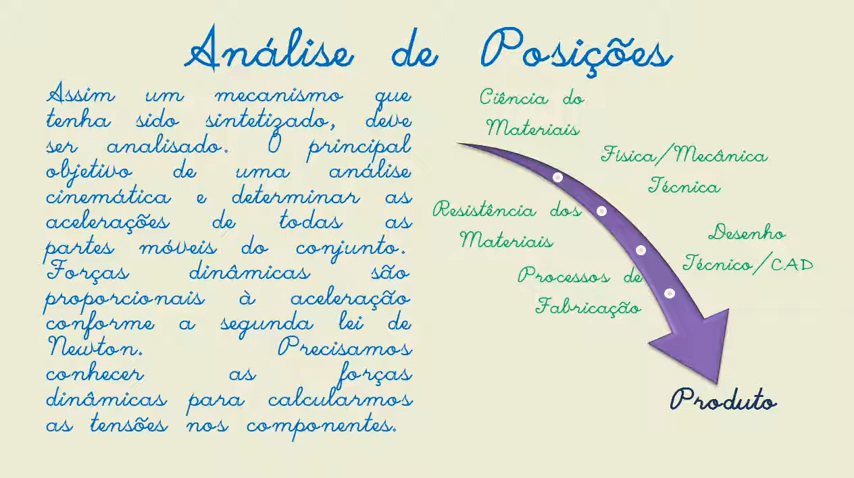 Análise de Posições
Assim um mecanismo que
tenha sido sintetizado, deve
ser analisado. O principal
objetivo de uma análise
cinemática e determinar as
acelerações de todas as
partes móveis do conjunto.
Forças dinâmicas são
proporcionais à aceleração
conforme a segunda lei de
Newton. Precisamos
conhecer as forças
dinâmicas para calcularmos
as tensões nos componentes.
Ciência do
Materiais
Física/Mecânica
Técnica
Resistência dos
Materiais
Desenho
Técnico/CAD
Processos de
Fabricação
Produto